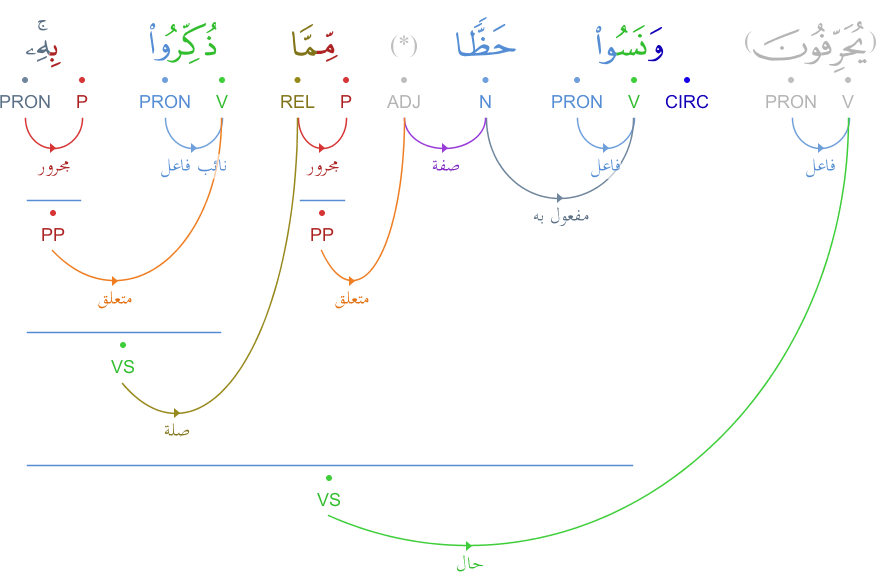 (يُحَرِّفُونَ) وَنَسُوا۟ حَظًّا (*) مِّمَّا ذُكِّرُوا۟ بِهِۦ ۚ
PRON P PRON V REL P ADJ N PRON V CIRC PRON V
مجرور نائب فاعل مجرور صفة فاعل فاعل
مفعول به
PP PP
متعلق متعلق
VS
صلة
VS
حال